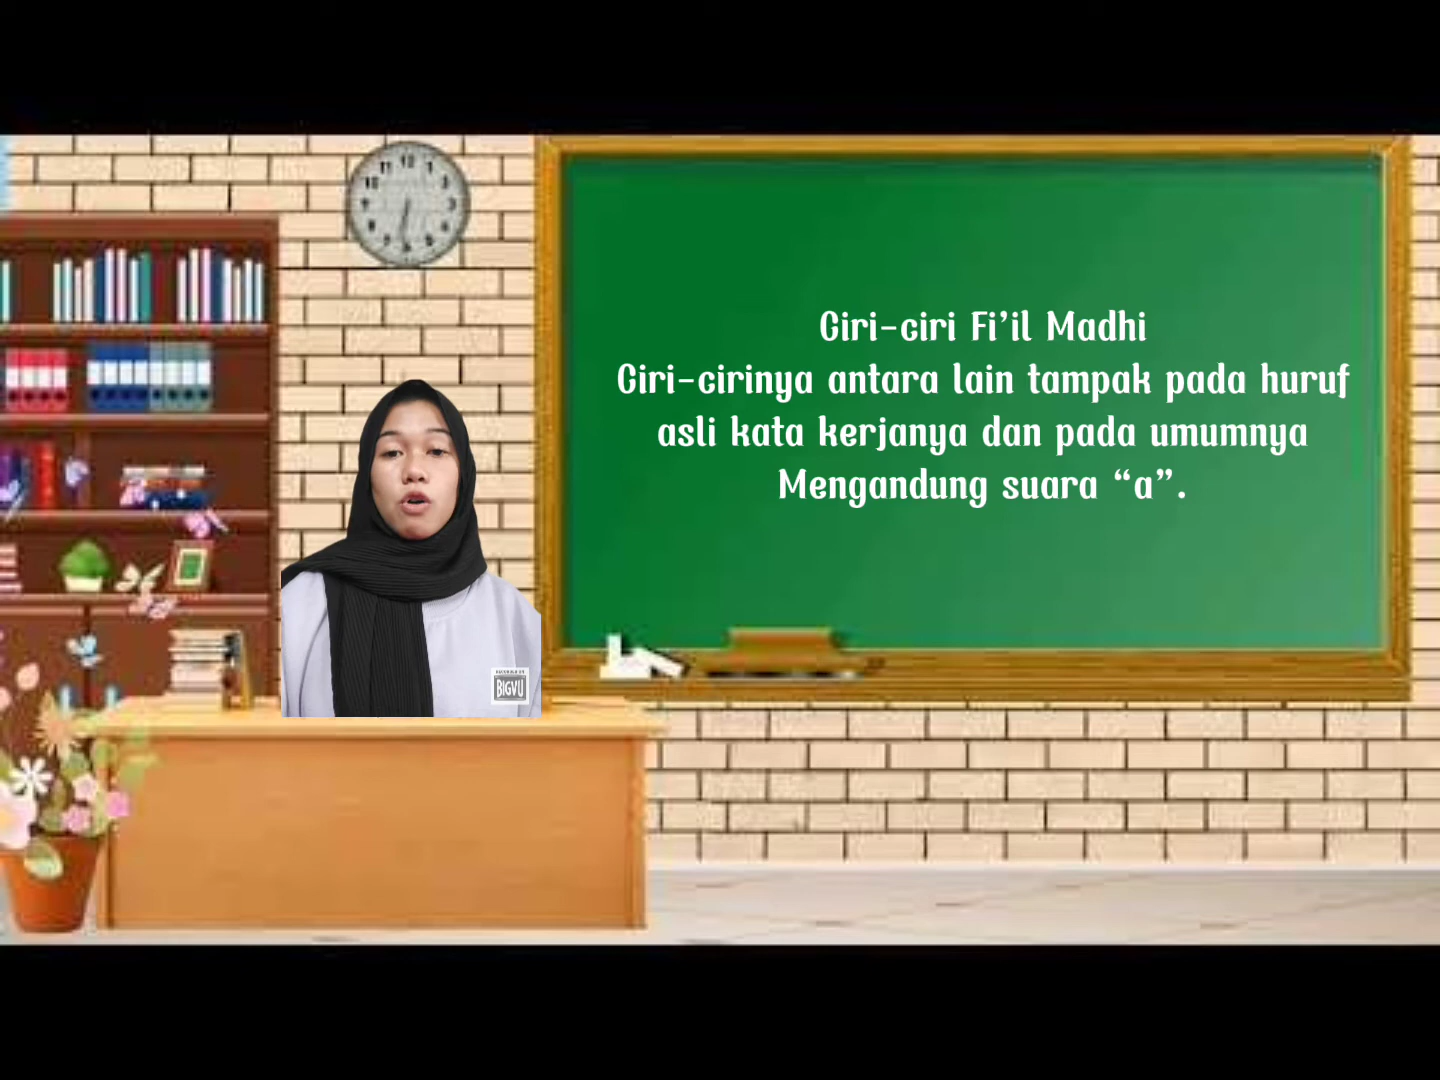 Ciri-ciri Fi'il Madhi
Ciri-cirinya antara lain tampak pada huruf
asli kata kerjanya dan pada umumnya
Mengandung suara “a”.
BIGVU